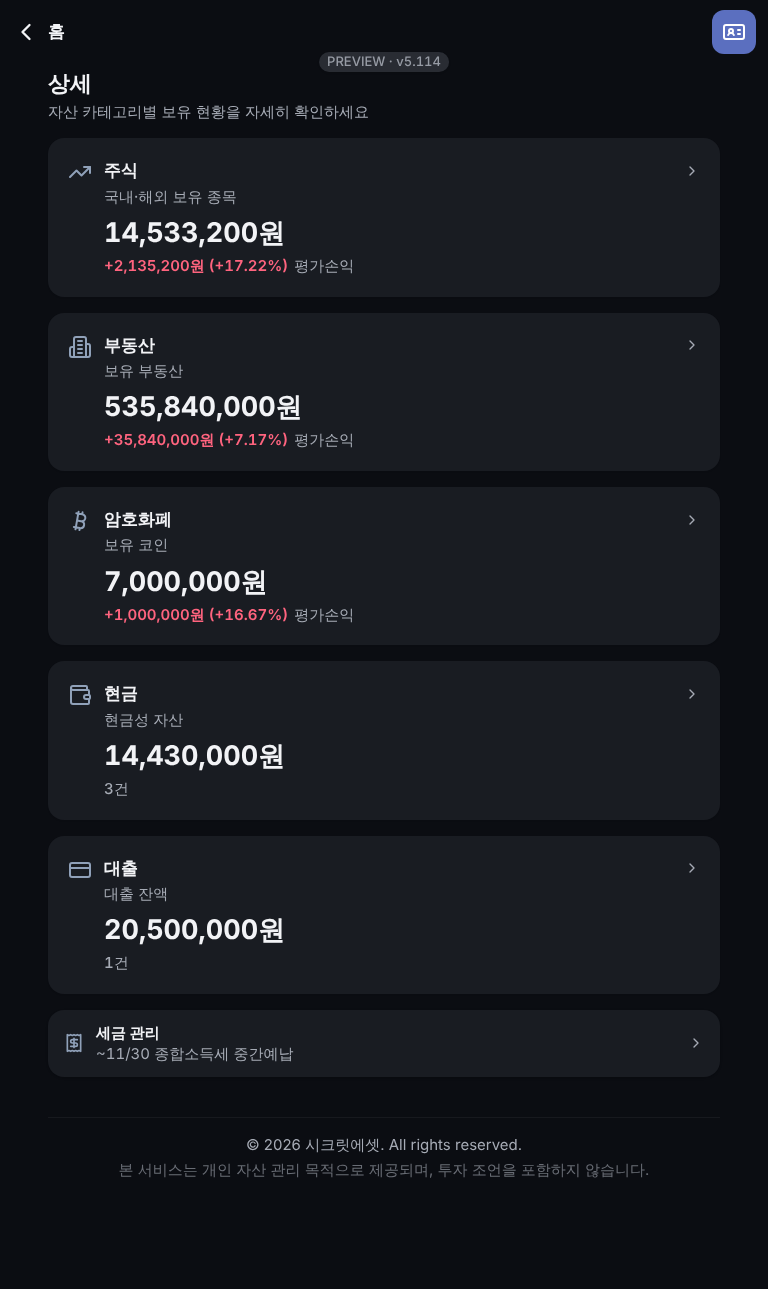 홈
PREVIEW · v5.114
상세
자산 카테고리별 보유 현황을 자세히 확인하세요
주식
국내·해외 보유 종목
14,533,200원
+2,135,200원 (+17.22%) 평가손익
부동산
보유 부동산
535,840,000원
+35,840,000원 (+7.17%) 평가손익
암호화폐
보유 코인
7,000,000원
+1,000,000원 (+16.67%) 평가손익
현금
현금성 자산
14,430,000원
3건
대출
대출 잔액
20,500,000원
1건
세금 관리
~11/30 종합소득세 중간예납
© 2026 시크릿에셋. All rights reserved.
본 서비스는 개인 자산 관리 목적으로 제공되며, 투자 조언을 포함하지 않습니다.